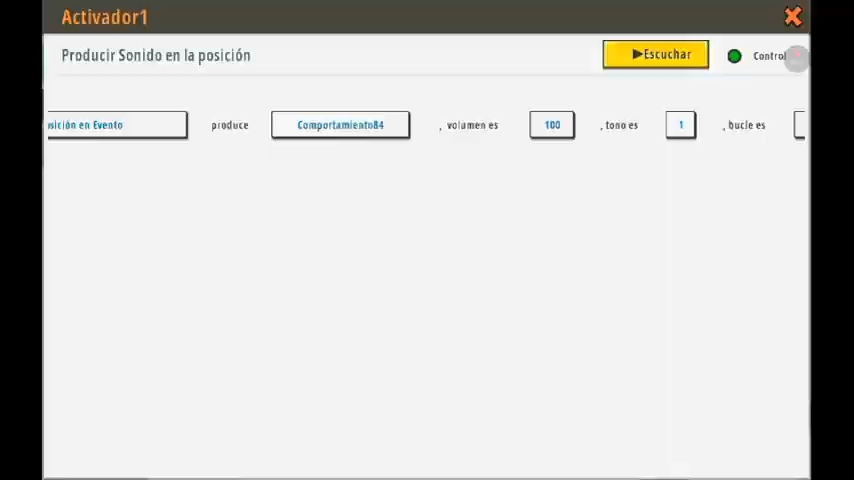 Activador1
Producir Sonido en la posición
▶Escuchar
Control
sición en Evento produce Comportamiento84 , volumen es 100 , tono es 1 , bucle es